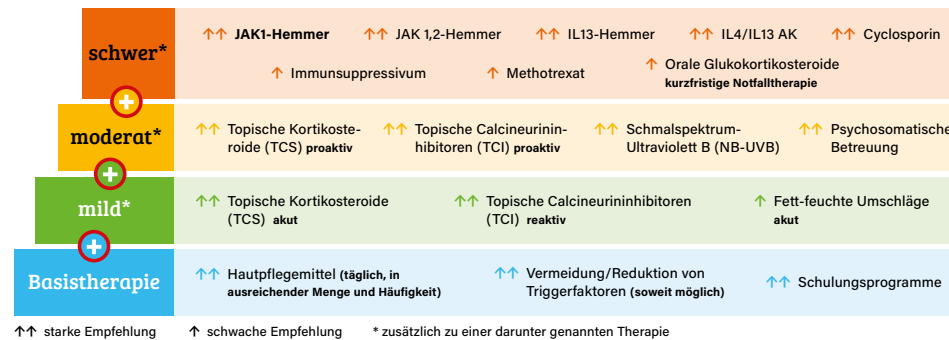 schwer*
↑↑ JAK1-Hemmer ↑↑ JAK 1,2-Hemmer ↑↑ IL13-Hemmer ↑↑ IL4/IL13 AK ↑↑ Cyclosporin
↑ Immunsuppressivum ↑ Methotrexat ↑ Orale Glukokortikosteroide
kurzfristige Notfalltherapie
+
moderat*
↑↑ Topische Kortikoste- ↑↑ Topische Calcineurin- ↑↑ Schmalspektrum- ↑↑ Psychosomatische
roide (TCS) proaktiv hibitoren (TCI) proaktiv Ultraviolett B (NB-UVB) Betreuung
+
mild*
↑↑ Topische Kortikosteroide ↑↑ Topische Calcineurininhibitoren ↑ Fett-feuchte Umschläge
(TCS) akut (TCI) reaktiv akut
+
Basistherapie
↑↑ Hautpflegemittel (täglich, in ↑↑ Vermeidung/Reduktion von ↑↑ Schulungsprogramme
ausreichender Menge und Häufigkeit) Triggerfaktoren (soweit möglich)
↑↑ starke Empfehlung ↑ schwache Empfehlung * zusätzlich zu einer darunter genannten Therapie